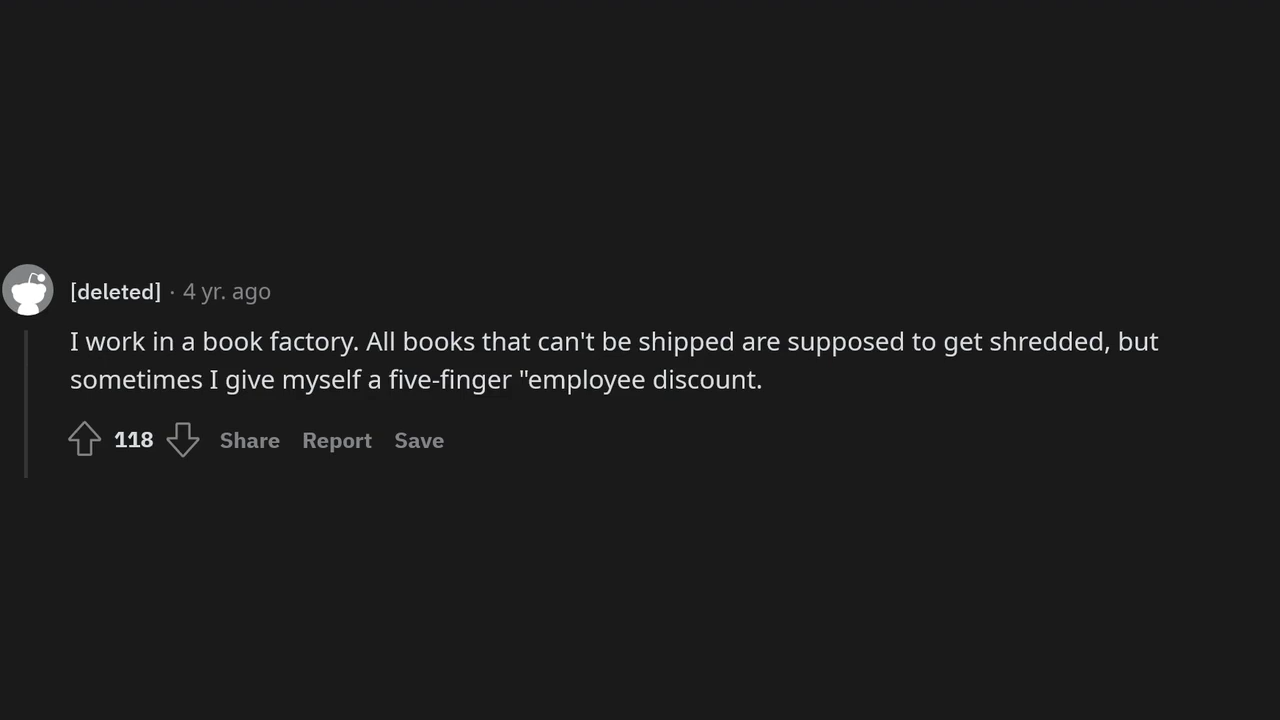 [deleted] · 4 yr. ago
I work in a book factory. All books that can't be shipped are supposed to get shredded, but
sometimes I give myself a five-finger "employee discount.
118 Share Report Save